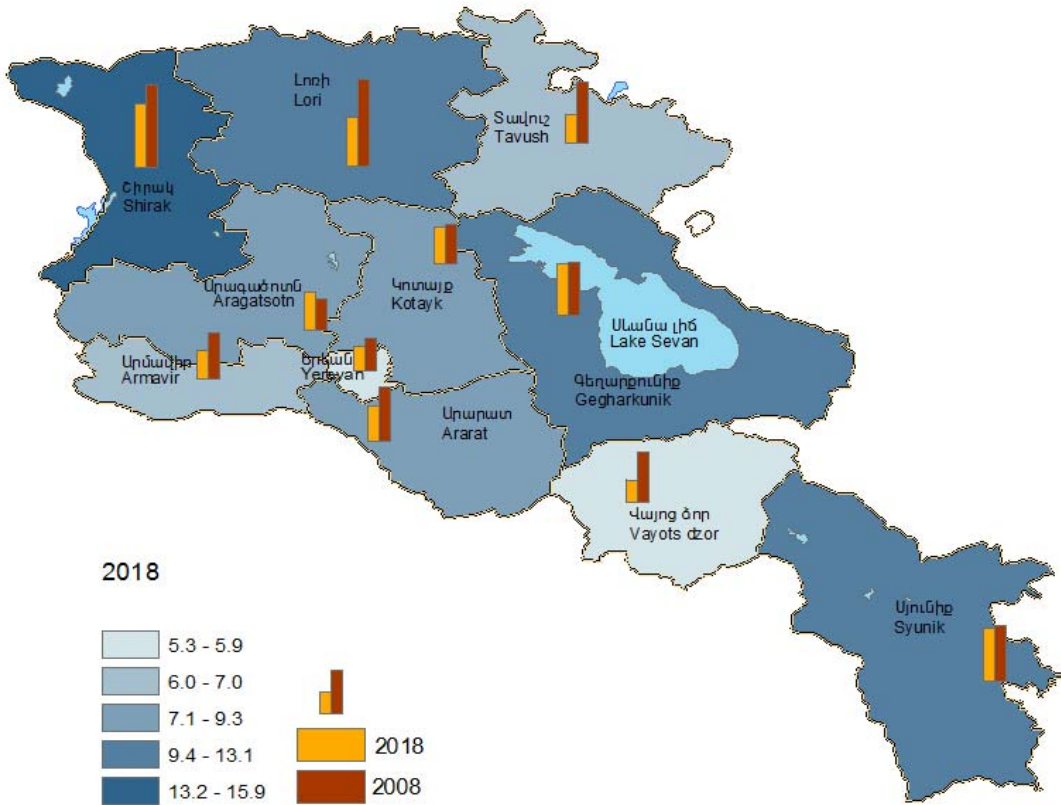 Լոռի
Lori
Տավուշ
Tavush
Շիրակ
Shirak
Արագածոտն
Aragatsotn
Կոտայք
Kotayk
Սևանա լիճ
Lake Sevan
Արմավիր
Armavir
Երևան
Yerevan
Գեղարքունիք
Gegharkunik
Արարատ
Ararat
Վայոց ձոր
Vayots dzor
Սյունիք
Syunik
2018
5.3 - 5.9
6.0 - 7.0
7.1 - 9.3
9.4 - 13.1
13.2 - 15.9
2018
2008